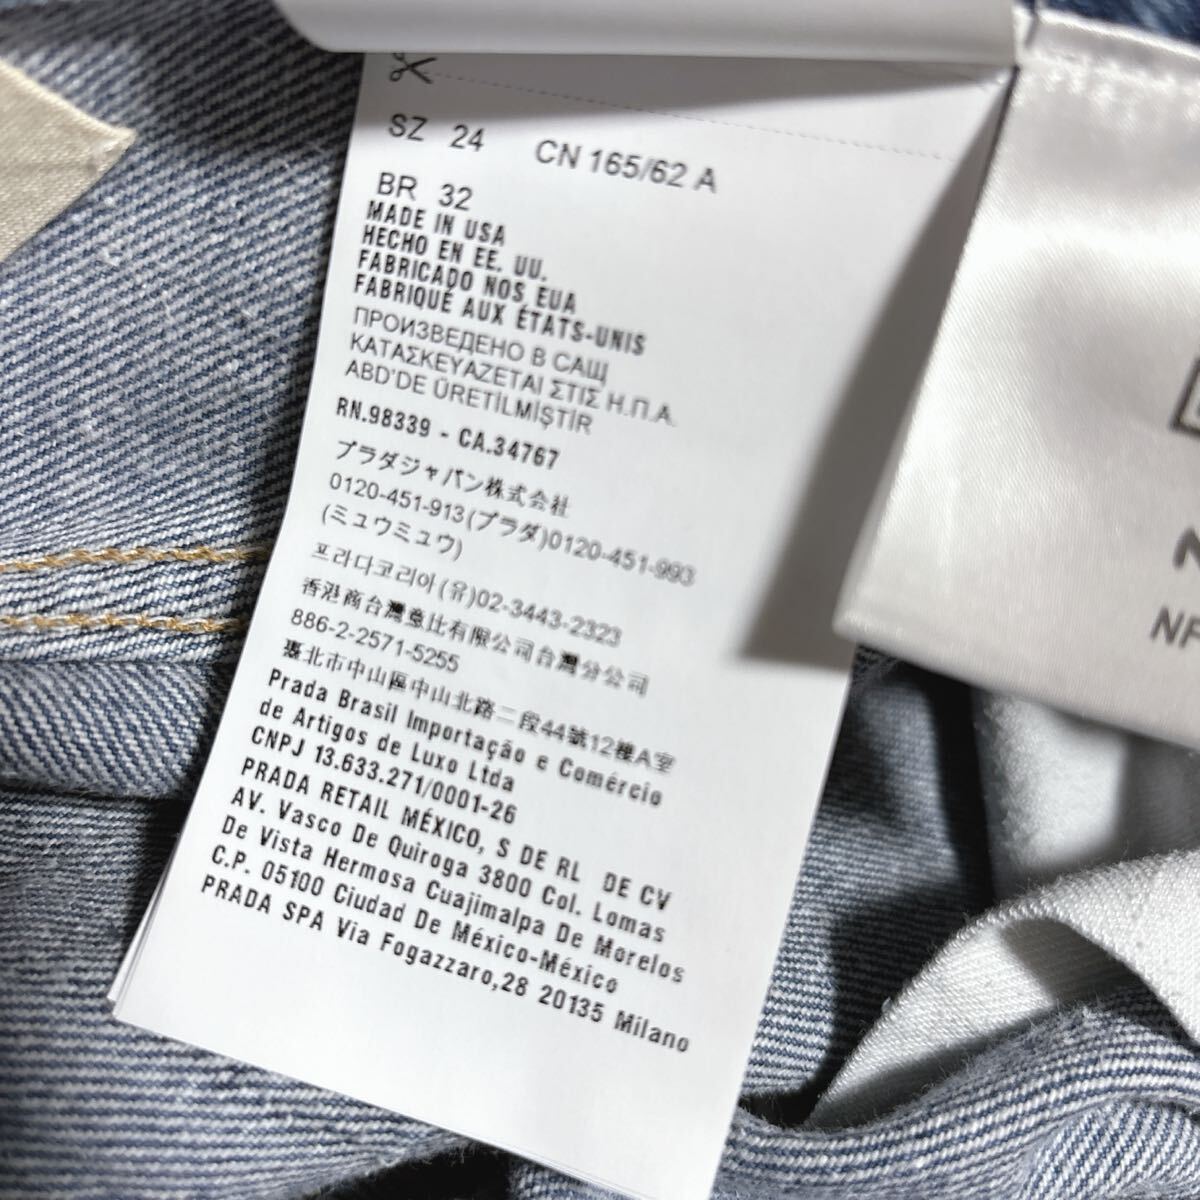 SZ 24 CN 165/62 A
BR 32
MADE IN USA
HECHO EN EE. UU.
FABRICADO NOS EUA
FABRIQUÉ AUX ÉTATS-UNIS
ПРОИЗВЕДЕНО В САЩ
ΚΑΤΑΣΚΕΥΑΖΕΤΑΙ ΣΤΙΣ Η.Π.Α.
ABD'DE ÜRETİLMİŞTİR
RN.98339 - CA.34767
プラダジャパン株式会社
0120-451-913(プラダ)0120-451-993
(ミュウミュウ)
프라다코리아(유)02-3443-2323
香港商台灣意比有限公司台灣分公司
886-2-2571-5255
臺北市中山區中山北路二段44號12樓A室
Prada Brasil Importação e Comércio
de Artigos de Luxo Ltda
CNPJ 13.633.271/0001-26
PRADA RETAIL MÉXICO, S DE RL DE CV
AV. Vasco De Quiroga 3800 Col. Lomas
De Vista Hermosa Cuajimalpa De Morelos
C.P. 05100 Ciudad De México-México
PRADA SPA Via Fogazzaro,28 20135 Milano